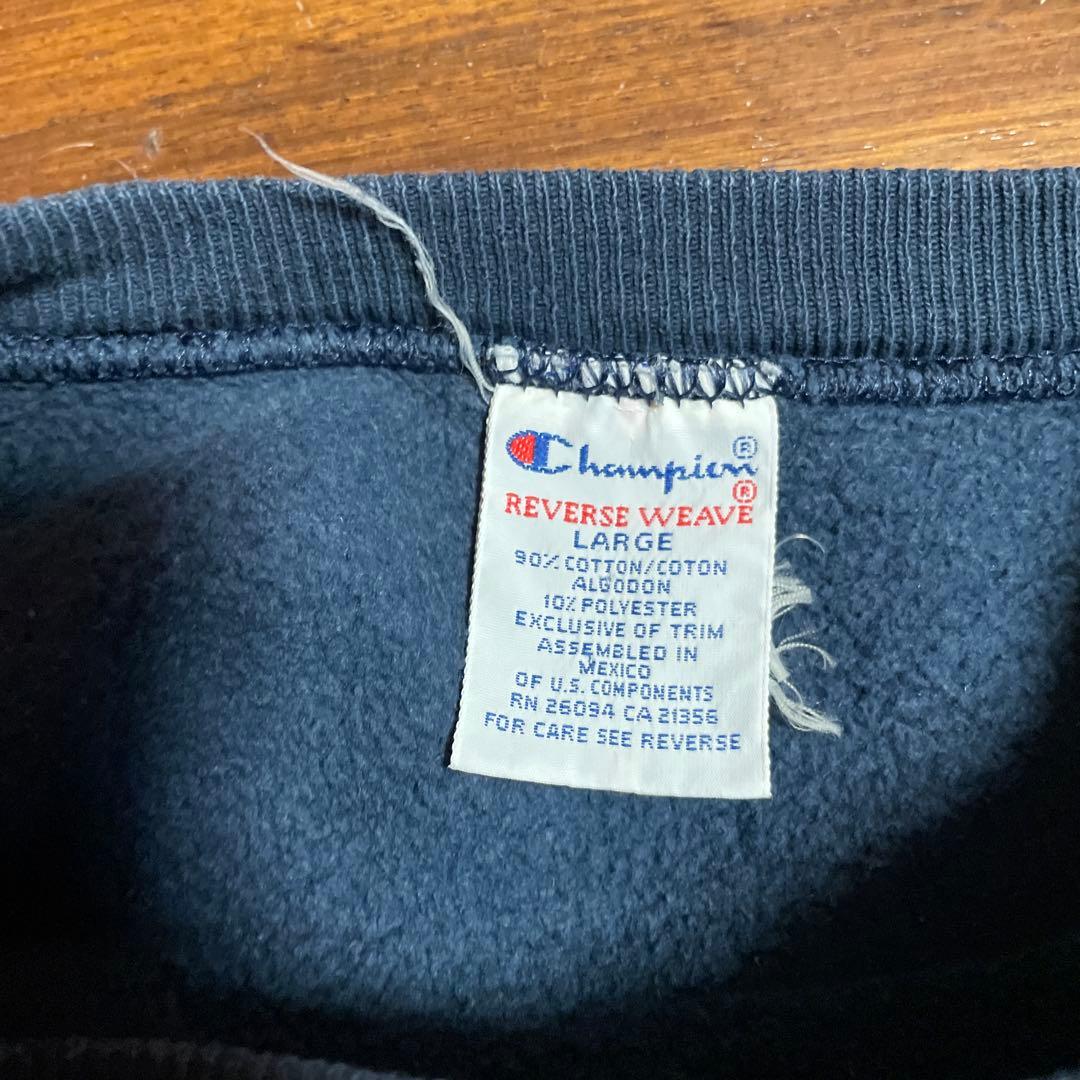 Champion®
REVERSE WEAVE®
LARGE
90% COTTON/COTON
ALGODON
10% POLYESTER
EXCLUSIVE OF TRIM
ASSEMBLED IN
MEXICO
OF U.S. COMPONENTS
RN 26094 CA 21356
FOR CARE SEE REVERSE